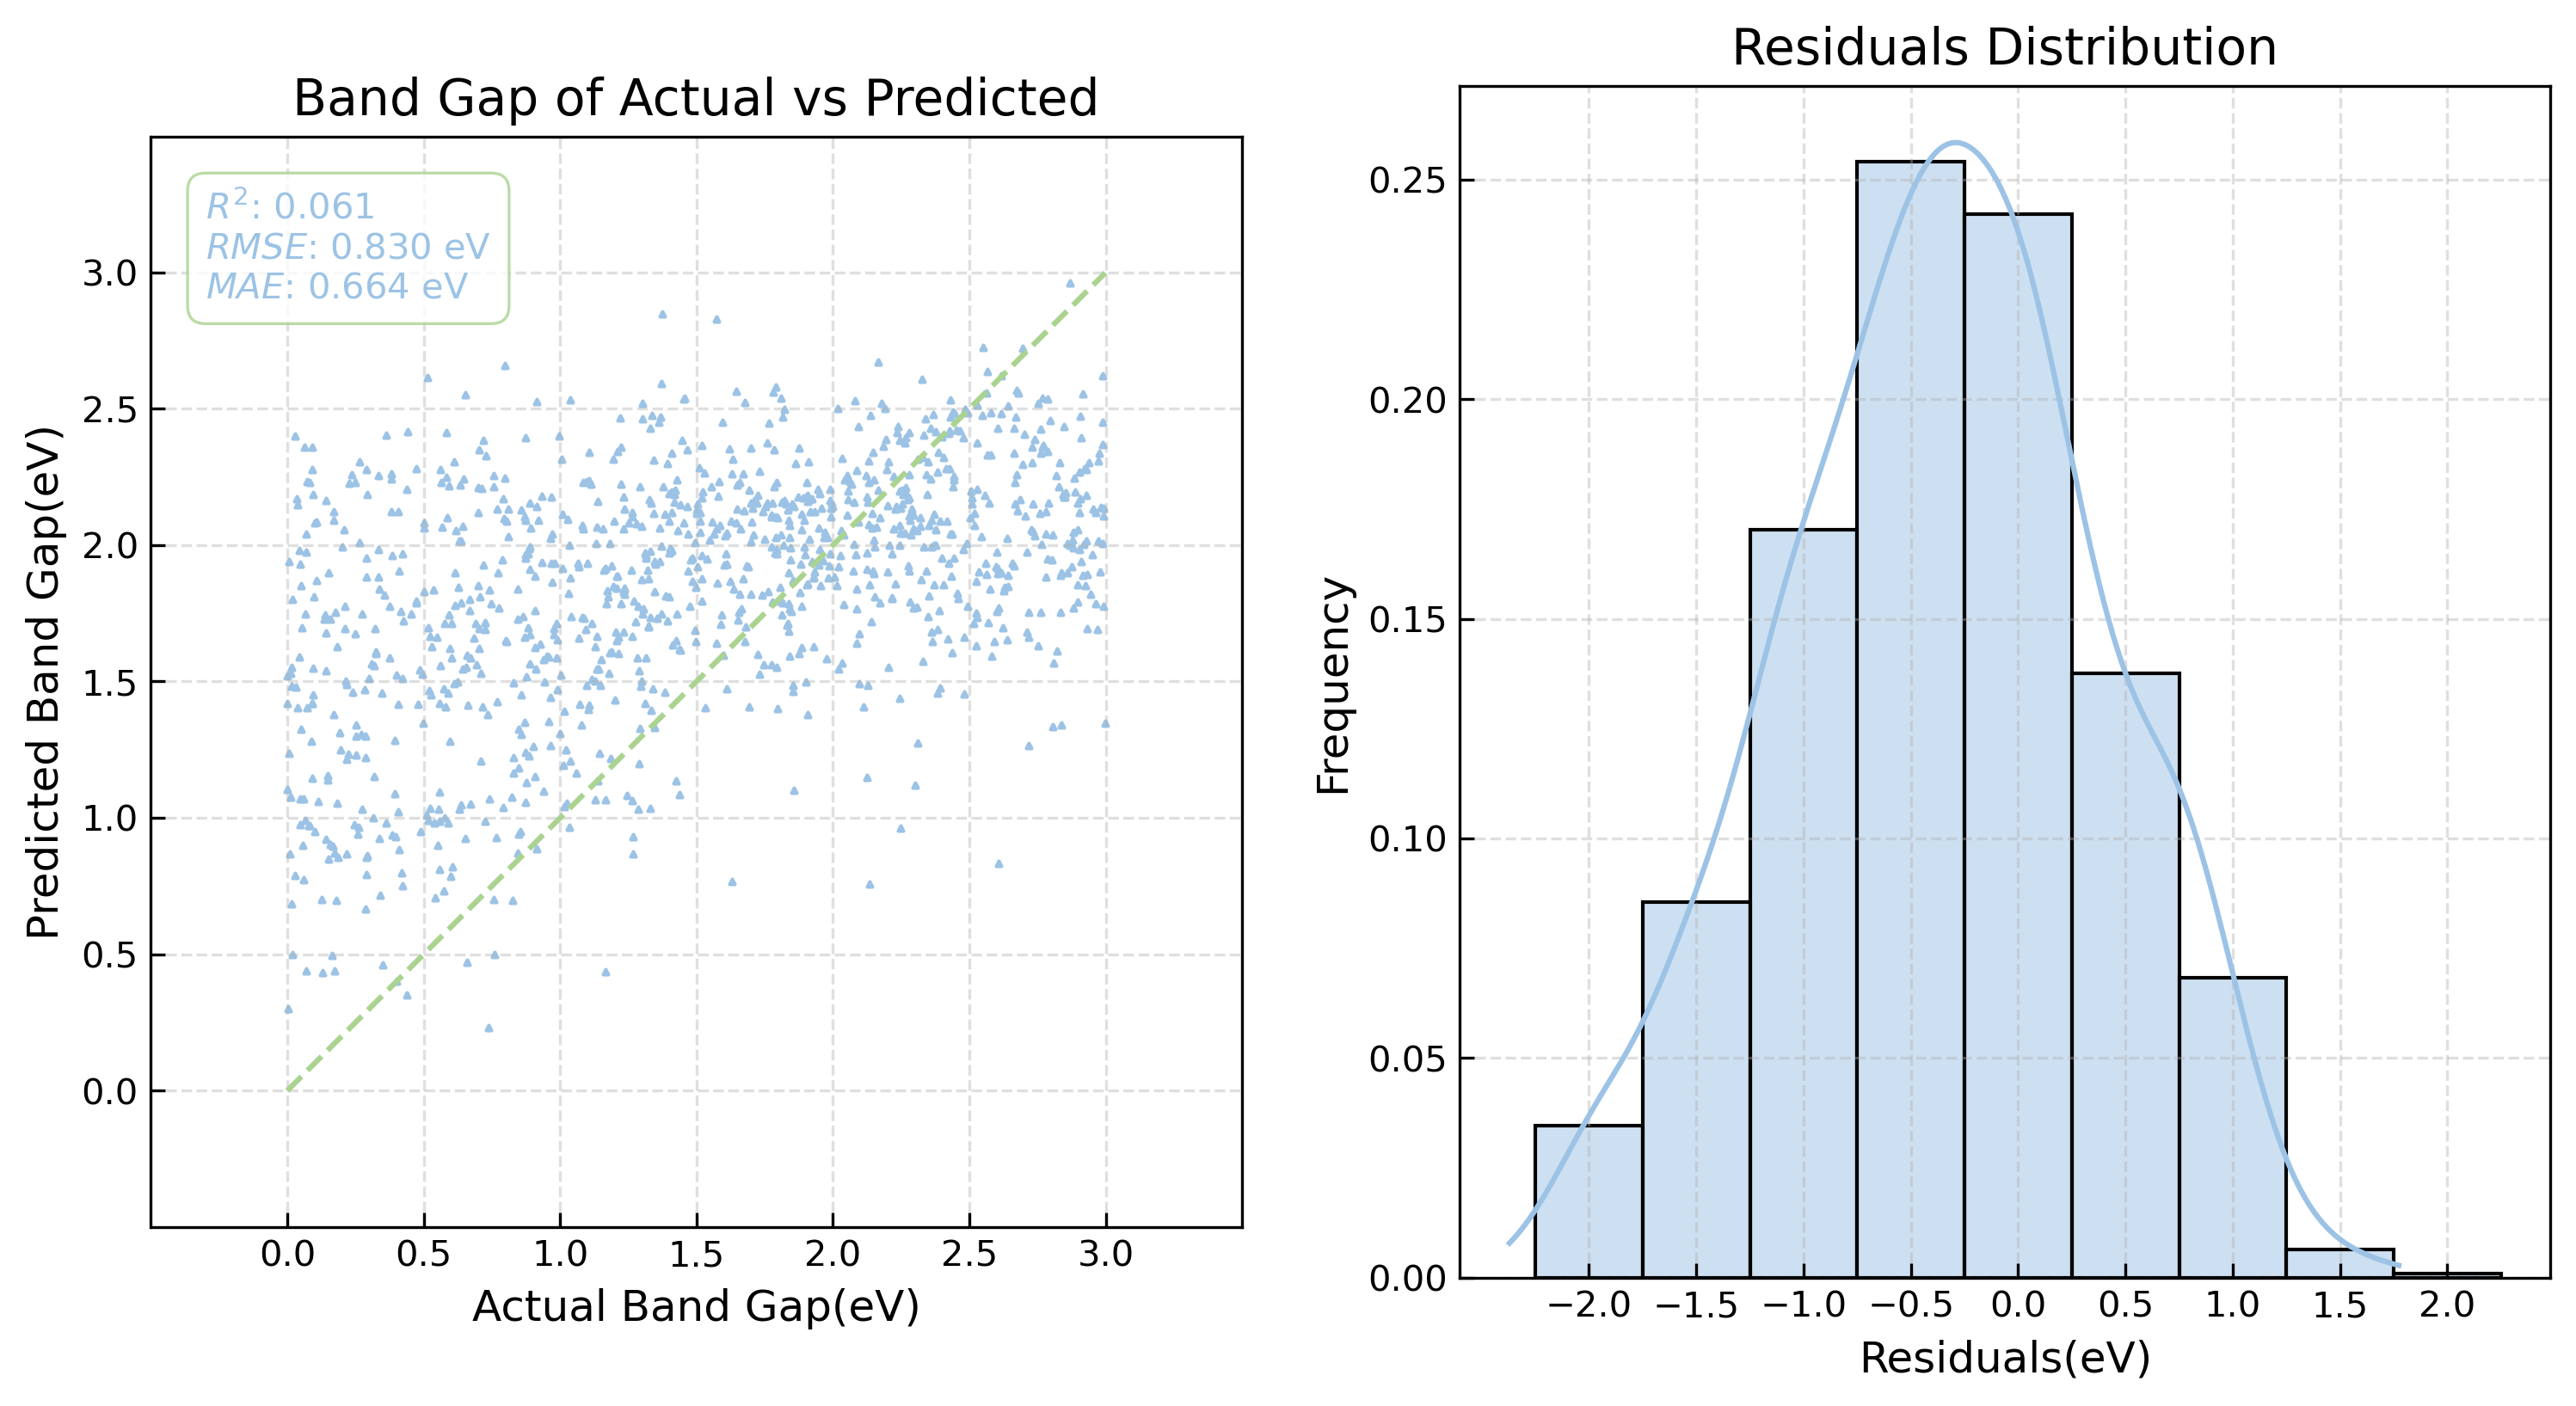 Band Gap of Actual vs Predicted
R²: 0.061
RMSE: 0.830 eV
MAE: 0.664 eV
3.0
2.5
2.0
1.5
1.0
0.5
0.0
Predicted Band Gap(eV)
0.0 0.5 1.0 1.5 2.0 2.5 3.0
Actual Band Gap(eV)
Residuals Distribution
0.25
0.20
0.15
0.10
0.05
0.00
Frequency
−2.0 −1.5 −1.0 −0.5 0.0 0.5 1.0 1.5 2.0
Residuals(eV)